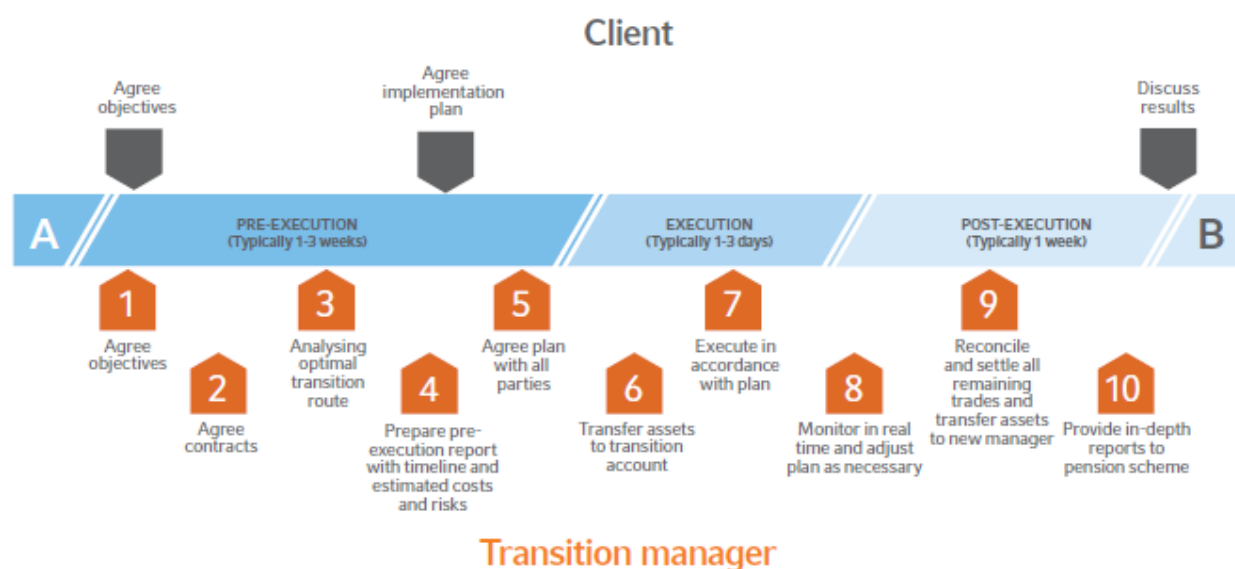 Client
Agree
objectives
Agree
implementation
plan
Discuss
results
A
PRE-EXECUTION
(Typically 1-3 weeks)
EXECUTION
(Typically 1-3 days)
POST-EXECUTION
(Typically 1 week)
B
1
Agree
objectives
2
Agree
contracts
3
Analysing
optimal
transition
route
4
Prepare pre-
execution report
with timeline and
estimated costs
and risks
5
Agree plan
with all
parties
6
Transfer assets
to transition
account
7
Execute in
accordance
with plan
8
Monitor in real
time and adjust
plan as necessary
9
Reconcile
and settle all
remaining
trades and
transfer assets
to new manager
10
Provide in-depth
reports to
pension scheme
Transition manager